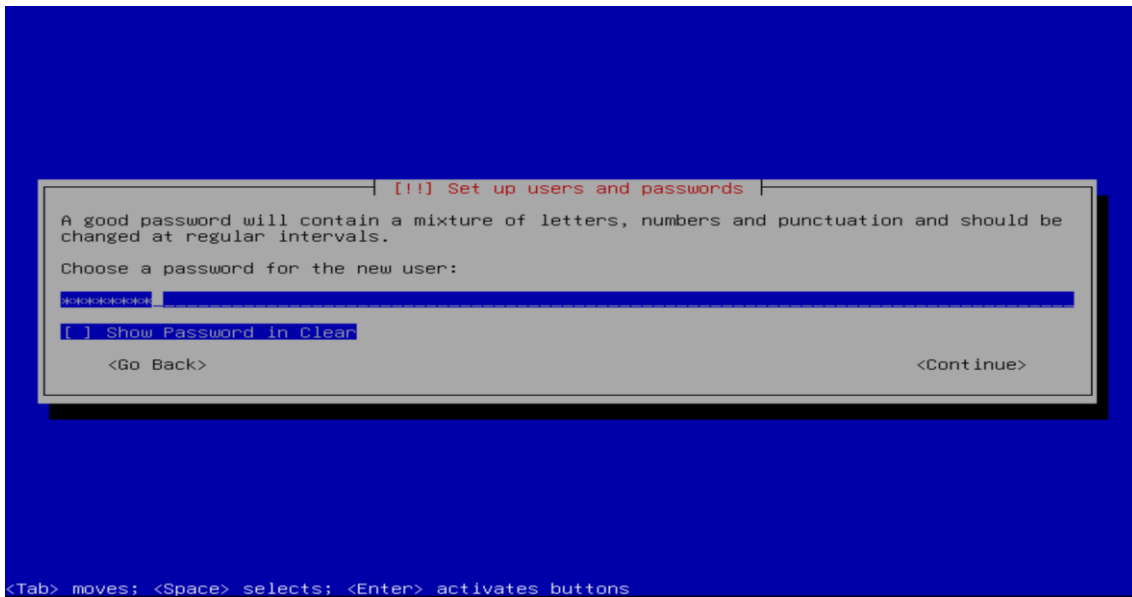 [!!] Set up users and passwords
A good password will contain a mixture of letters, numbers and punctuation and should be
changed at regular intervals.
Choose a password for the new user:
********
[ ] Show Password in Clear
<Go Back> <Continue>
<Tab> moves; <Space> selects; <Enter> activates buttons